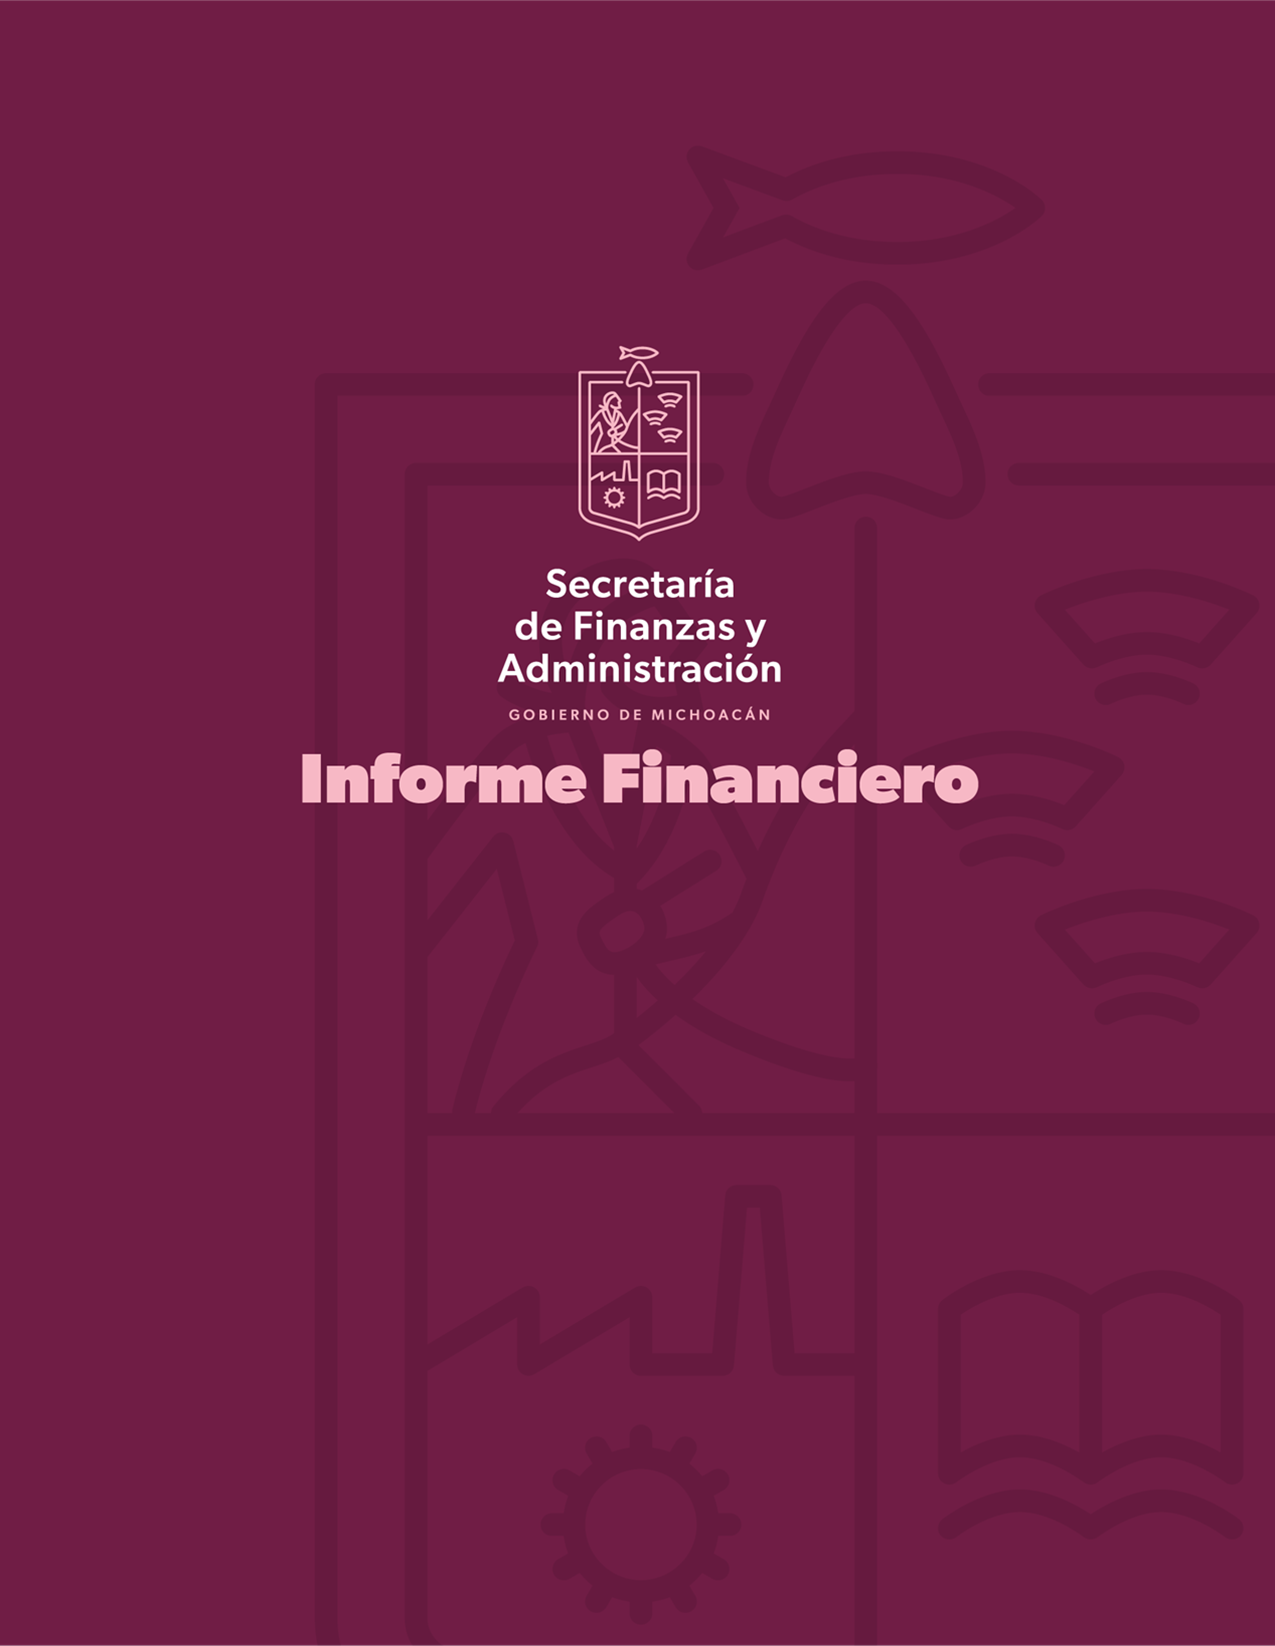 Secretaría
de Finanzas y
Administración
GOBIERNO DE MICHOACÁN
Informe Financiero